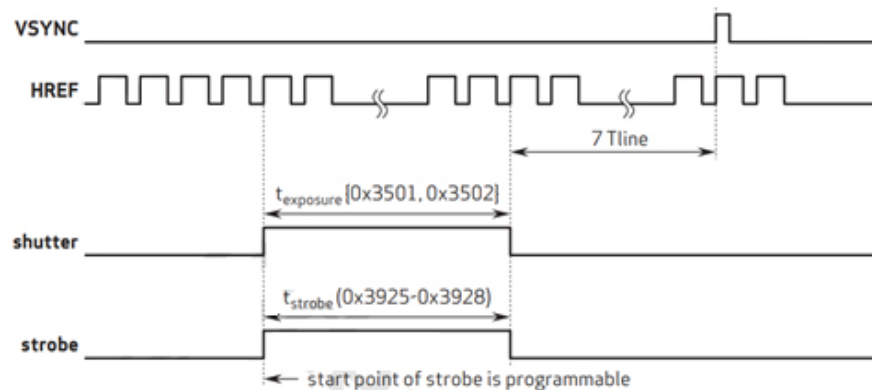 VSYNC
HREF
7 Tline
texposure{0x3501, 0x3502}
shutter
tstrobe(0x3925-0x3928)
strobe
start point of strobe is programmable